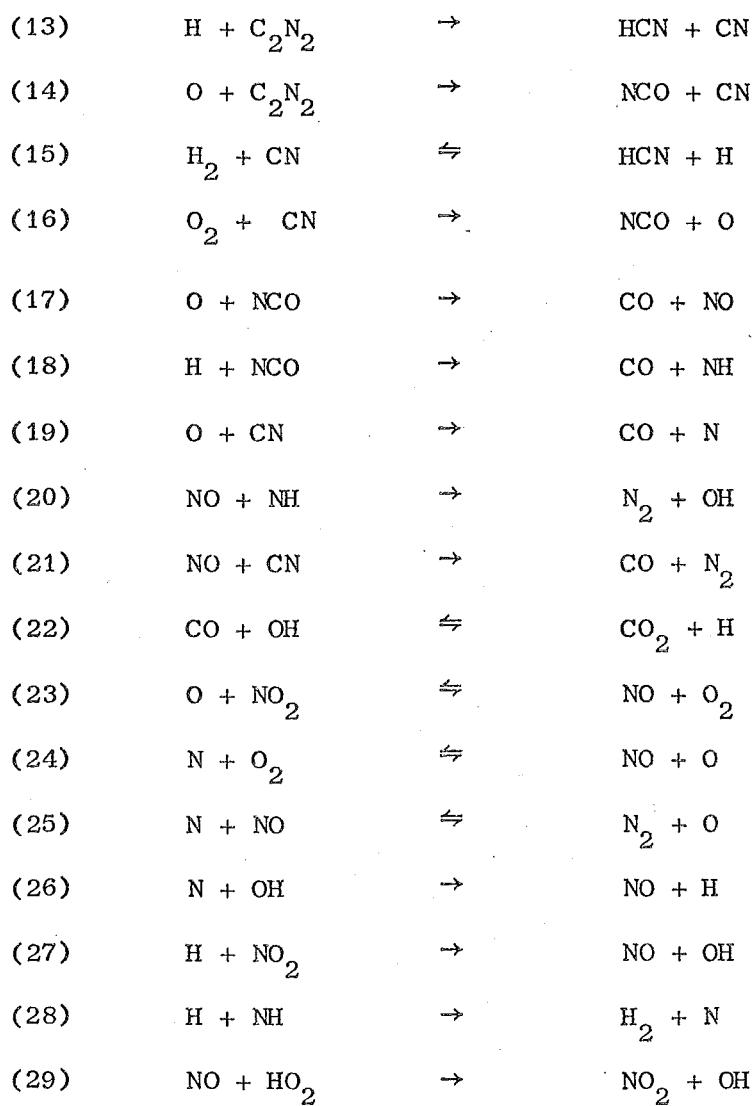 (13) H + C₂N₂ → HCN + CN
(14) O + C₂N₂ → NCO + CN
(15) H₂ + CN ⇋ HCN + H
(16) O₂ + CN → NCO + O
(17) O + NCO → CO + NO
(18) H + NCO → CO + NH
(19) O + CN → CO + N
(20) NO + NH → N₂ + OH
(21) NO + CN → CO + N₂
(22) CO + OH ⇋ CO₂ + H
(23) O + NO₂ ⇋ NO + O₂
(24) N + O₂ ⇋ NO + O
(25) N + NO ⇋ N₂ + O
(26) N + OH → NO + H
(27) H + NO₂ → NO + OH
(28) H + NH → H₂ + N
(29) NO + HO₂ → NO₂ + OH